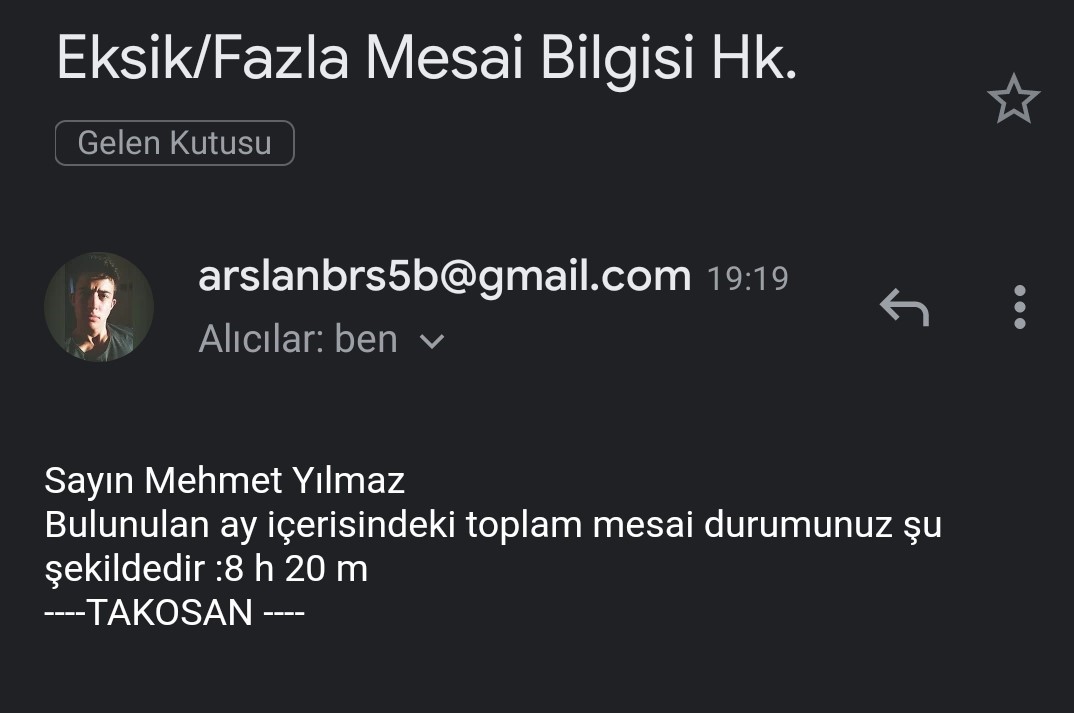 Eksik/Fazla Mesai Bilgisi Hk.
Gelen Kutusu
arslanbrs5b@gmail.com 19:19
Alıcılar: ben
Sayın Mehmet Yılmaz
Bulunulan ay içerisindeki toplam mesai durumunuz şu
şekildedir :8 h 20 m
----TAKOSAN ----